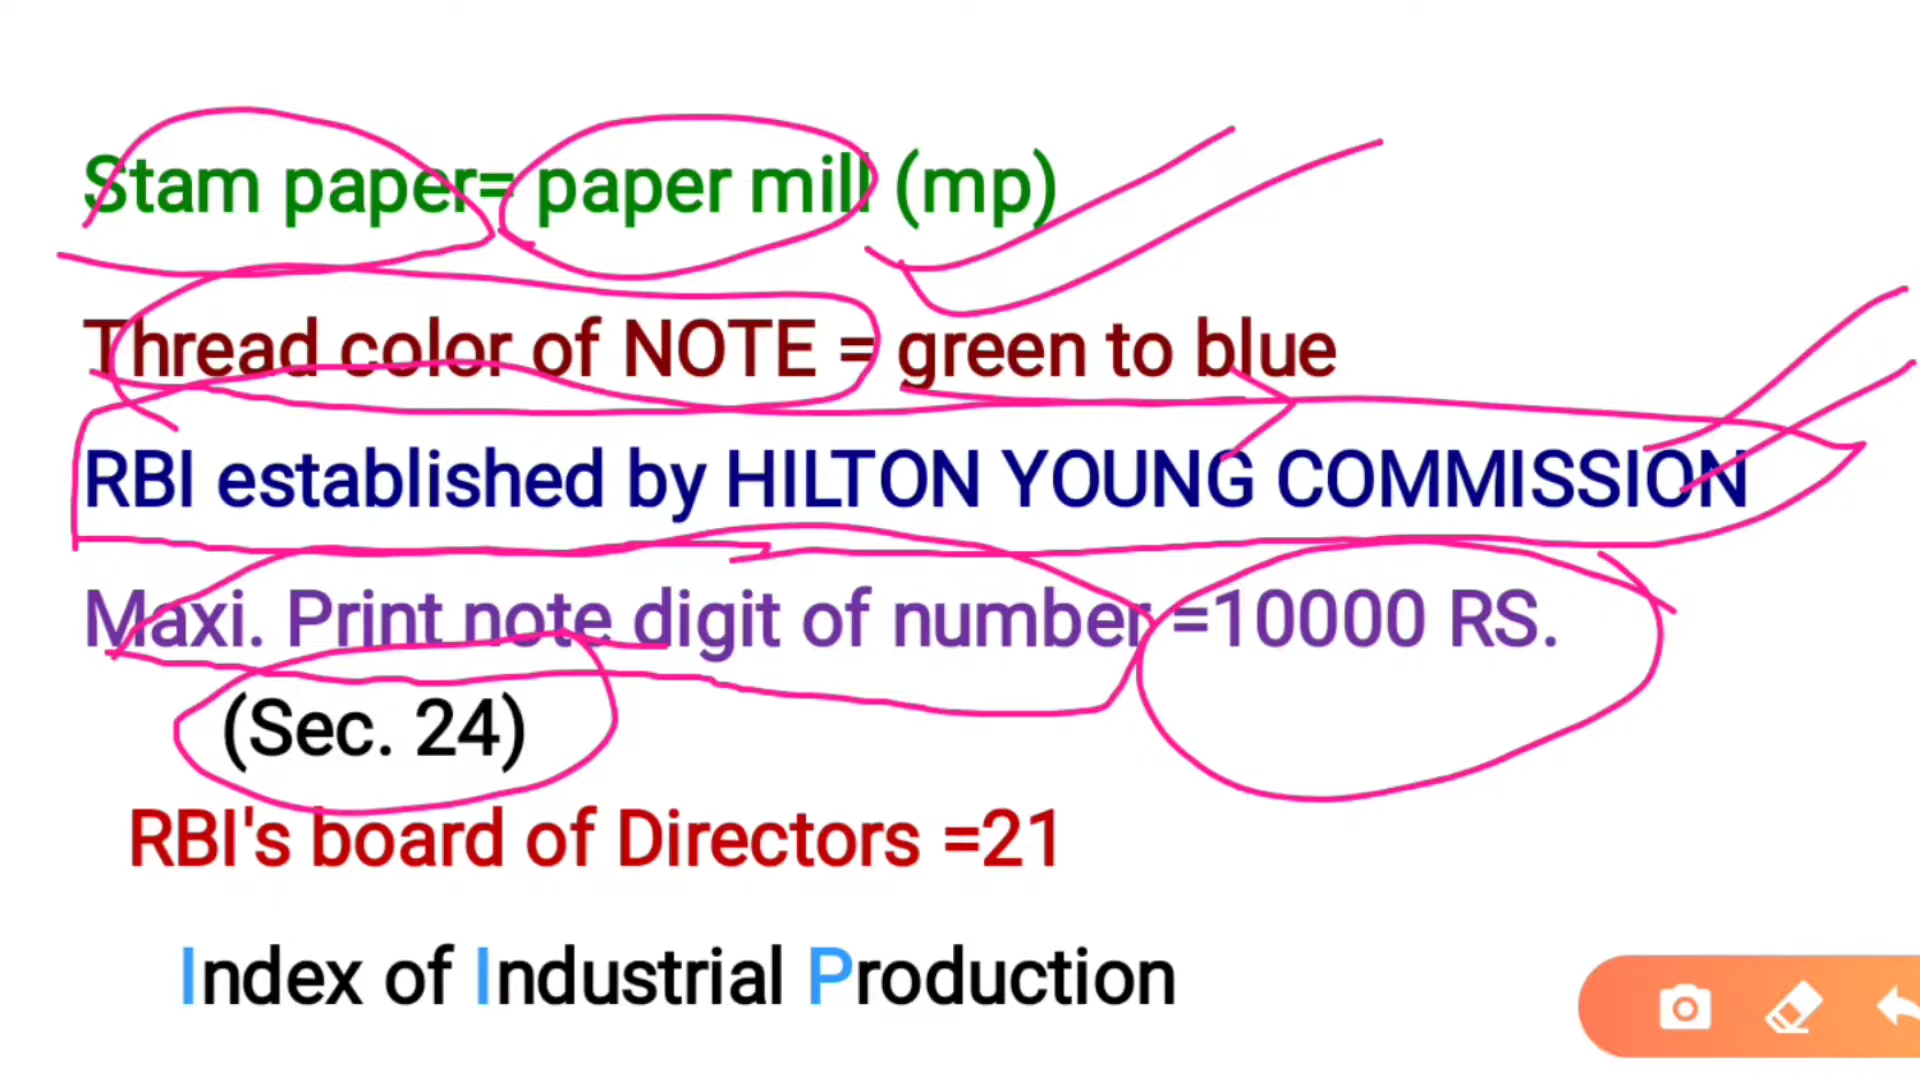 Stam paper= paper mill (mp)
Thread color of NOTE = green to blue
RBI established by HILTON YOUNG COMMISSION
Maxi. Print note digit of number =10000 RS.
(Sec. 24)
RBI's board of Directors =21
Index of Industrial Production